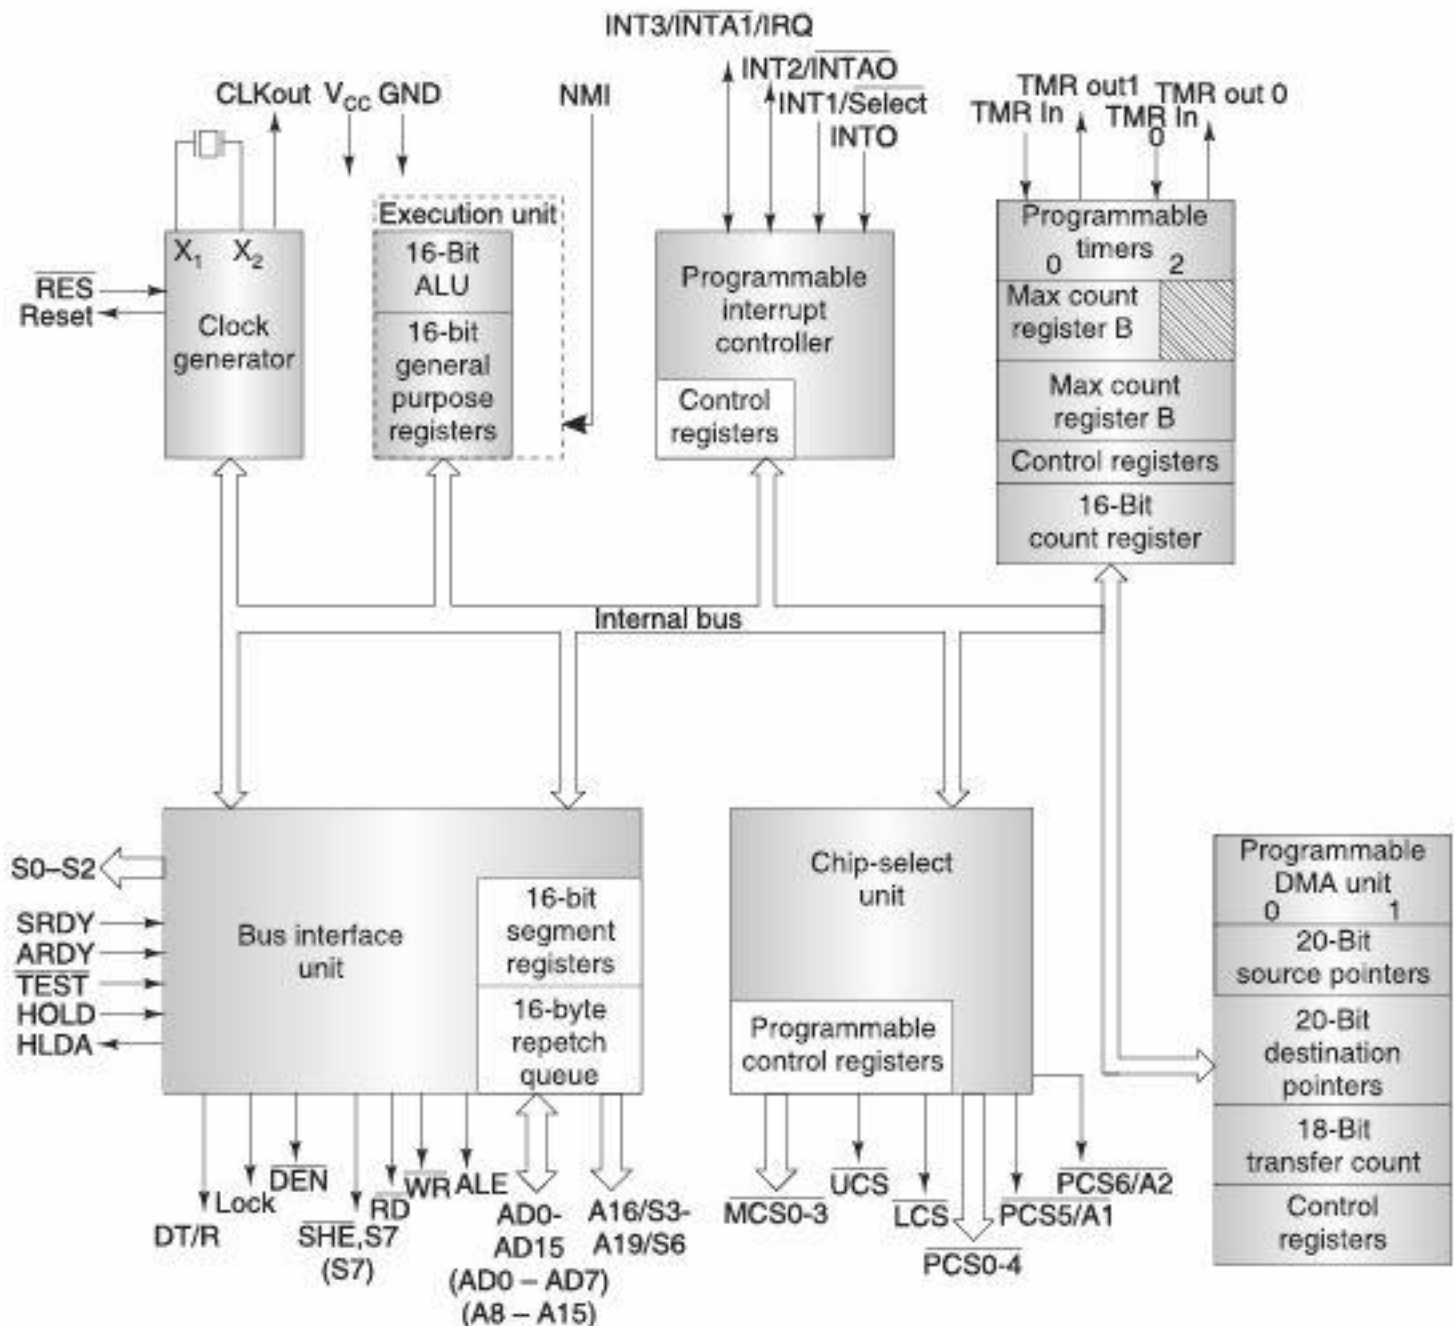 INT3/INTA1/IRQ
INT2/INTAO
INT1/Select
INTO
CLKout VCC GND
NMI
TMR out1
TMR In
TMR out 0
TMR In
0
X1 X2
RES
Reset
Clock
generator
Execution unit
16-Bit
ALU
16-bit
general
purpose
registers
Programmable
interrupt
controller
Control
registers
Programmable
timers
0 2
Max count
register B
Max count
register B
Control registers
16-Bit
count register
Internal bus
S0–S2
SRDY
ARDY
TEST
HOLD
HLDA
Bus interface
unit
16-bit
segment
registers
16-byte
repetch
queue
DT/R
Lock
DEN
SHE,S7
(S7)
RD
WR
ALE
AD0-
AD15
(AD0 – AD7)
(A8 – A15)
A16/S3-
A19/S6
Chip-select
unit
Programmable
control registers
MCS0-3
UCS
LCS
PCS0-4
PCS5/A1
PCS6/A2
Programmable
DMA unit
0 1
20-Bit
source pointers
20-Bit
destination
pointers
18-Bit
transfer count
Control
registers